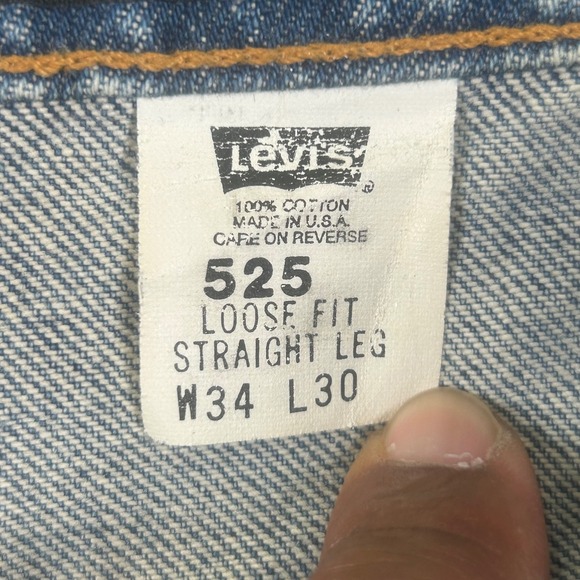 Levi's ®
100% COTTON
MADE IN U.S.A.
CARE ON REVERSE
525
LOOSE FIT
STRAIGHT LEG
W34 L30